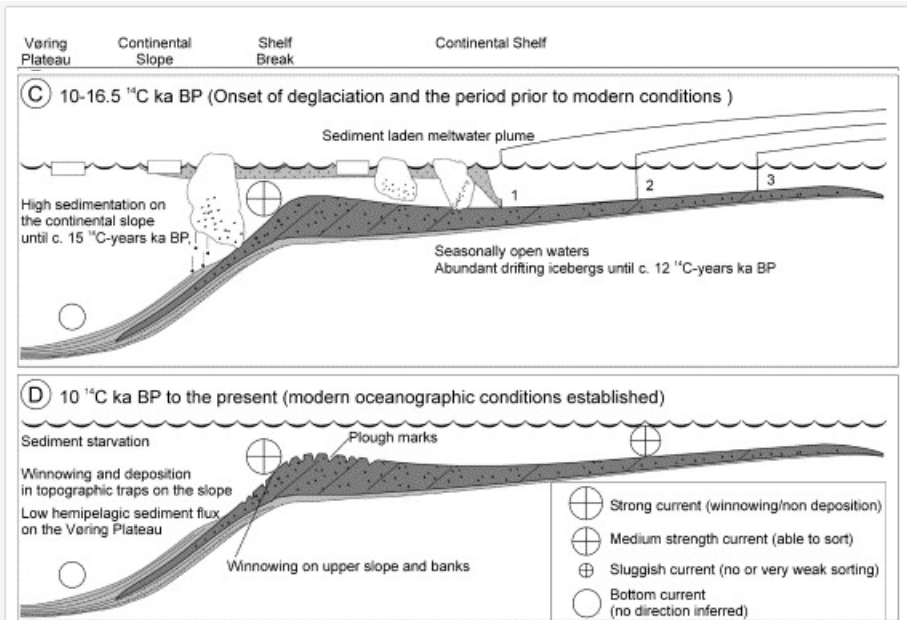 Vøring Plateau
Continental Slope
Shelf Break
Continental Shelf
C 10-16.5 ¹⁴C ka BP (Onset of deglaciation and the period prior to modern conditions )
Sediment laden meltwater plume
1
2
3
High sedimentation on
the continental slope
until c. 15 ¹⁴C-years ka BP,
Seasonally open waters
Abundant drifting icebergs until c. 12 ¹⁴C-years ka BP
D 10 ¹⁴C ka BP to the present (modern oceanographic conditions established)
Sediment starvation
Plough marks
Winnowing and deposition
in topographic traps on the slope
Low hemipelagic sediment flux
on the Vøring Plateau
Winnowing on upper slope and banks
Strong current (winnowing/non deposition)
Medium strength current (able to sort)
Sluggish current (no or very weak sorting)
Bottom current
(no direction inferred)